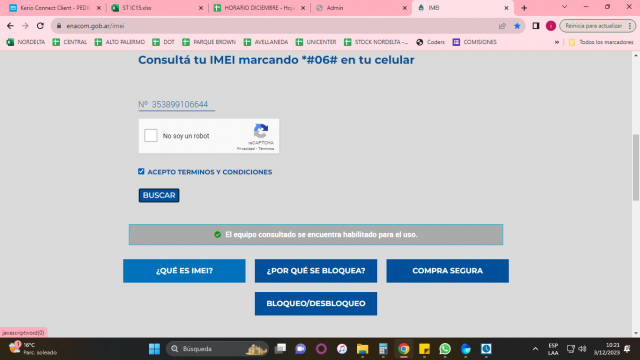 Kerio Connect Client - PEDI
ST iC15.xlsx
HORARIO DICIEMBRE - Ho
Admin
IMEI
enacom.gob.ar/imei
Reinicia para actualizar
NORDELTA
CENTRAL
ALTO PALERMO
DOT
PARQUE BROWN
AVELLANEDA
UNICENTER
STOCK NORDELTA -...
Coders
COMISIONES
»
Todos los marcadores
Consultá tu IMEI marcando *#06# en tu celular
Nº 353899106644
No soy un robot
reCAPTCHA
Privacidad - Términos
ACEPTO TERMINOS Y CONDICIONES
BUSCAR
El equipo consultado se encuentra habilitado para el uso.
¿QUÉ ES IMEI?
¿POR QUÉ SE BLOQUEA?
COMPRA SEGURA
BLOQUEO/DESBLOQUEO
javascript:void(0)
16°C
Parc. soleado
Búsqueda
ESP
LAA
10:21
3/12/2023